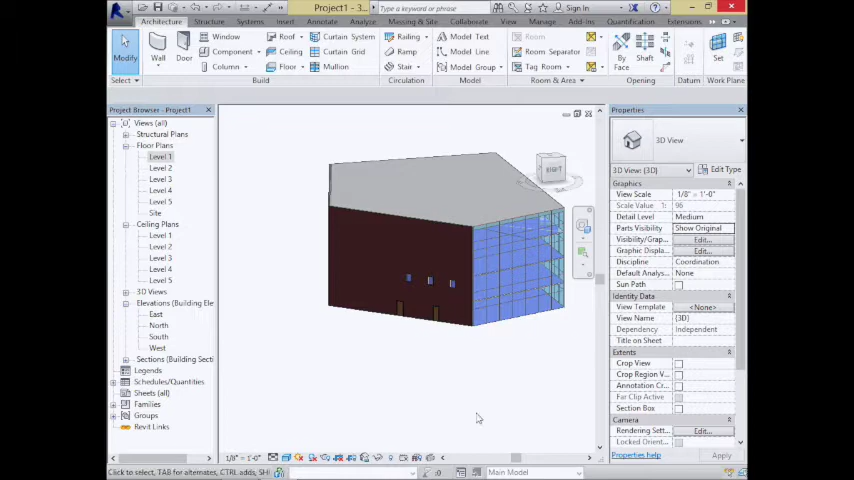 Project1 - 3...
Type a keyword or phrase
Sign In
Architecture Structure Systems Insert Annotate Analyze Massing & Site Collaborate View Manage Add-Ins Quantification Extensions
Modify Wall Door Window Component Column Roof Ceiling Floor Curtain System Curtain Grid Mullion Railing Ramp Stair Model Text Model Line Model Group Room Room Separator Tag Room By Face Shaft Set
Select Build Circulation Model Room & Area Opening Datum Work Plane
Project Browser - Project1
Views (all)
Structural Plans
Floor Plans
Level 1
Level 2
Level 3
Level 4
Level 5
Site
Ceiling Plans
Level 1
Level 2
Level 3
Level 4
Level 5
3D Views
Elevations (Building Ele
East
North
South
West
Sections (Building Secti
Legends
Schedules/Quantities
Sheets (all)
Families
Groups
Revit Links
RIGHT
Properties
3D View
3D View: {3D} Edit Type
Graphics
View Scale 1/8" = 1'-0"
Scale Value 1: 96
Detail Level Medium
Parts Visibility Show Original
Visibility/Grap... Edit...
Graphic Displa... Edit...
Discipline Coordination
Default Analys... None
Sun Path
Identity Data
View Template <None>
View Name {3D}
Dependency Independent
Title on Sheet
Extents
Crop View
Crop Region V...
Annotation Cr...
Far Clip Active
Section Box
Camera
Rendering Sett... Edit...
Locked Orient...
Properties help Apply
1/8" = 1'-0"
Click to select, TAB for alternates, CTRL adds, SHI
:0
Main Model